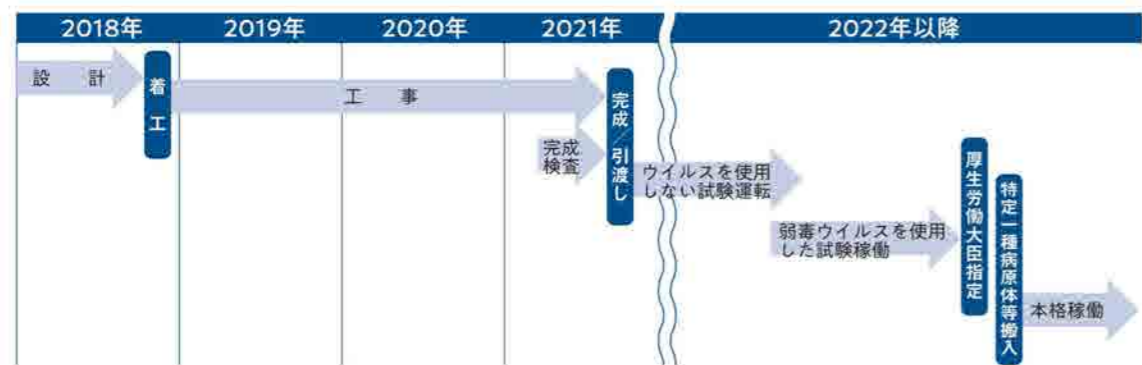 2018年
2019年
2020年
2021年
2022年以降
設　計
着工
工　事
完成
検査
完成／引渡し
ウイルスを使用
しない試験運転
弱毒ウイルスを使用
した試験稼働
厚生労働大臣指定
特定一種病原体等搬入
本格稼働